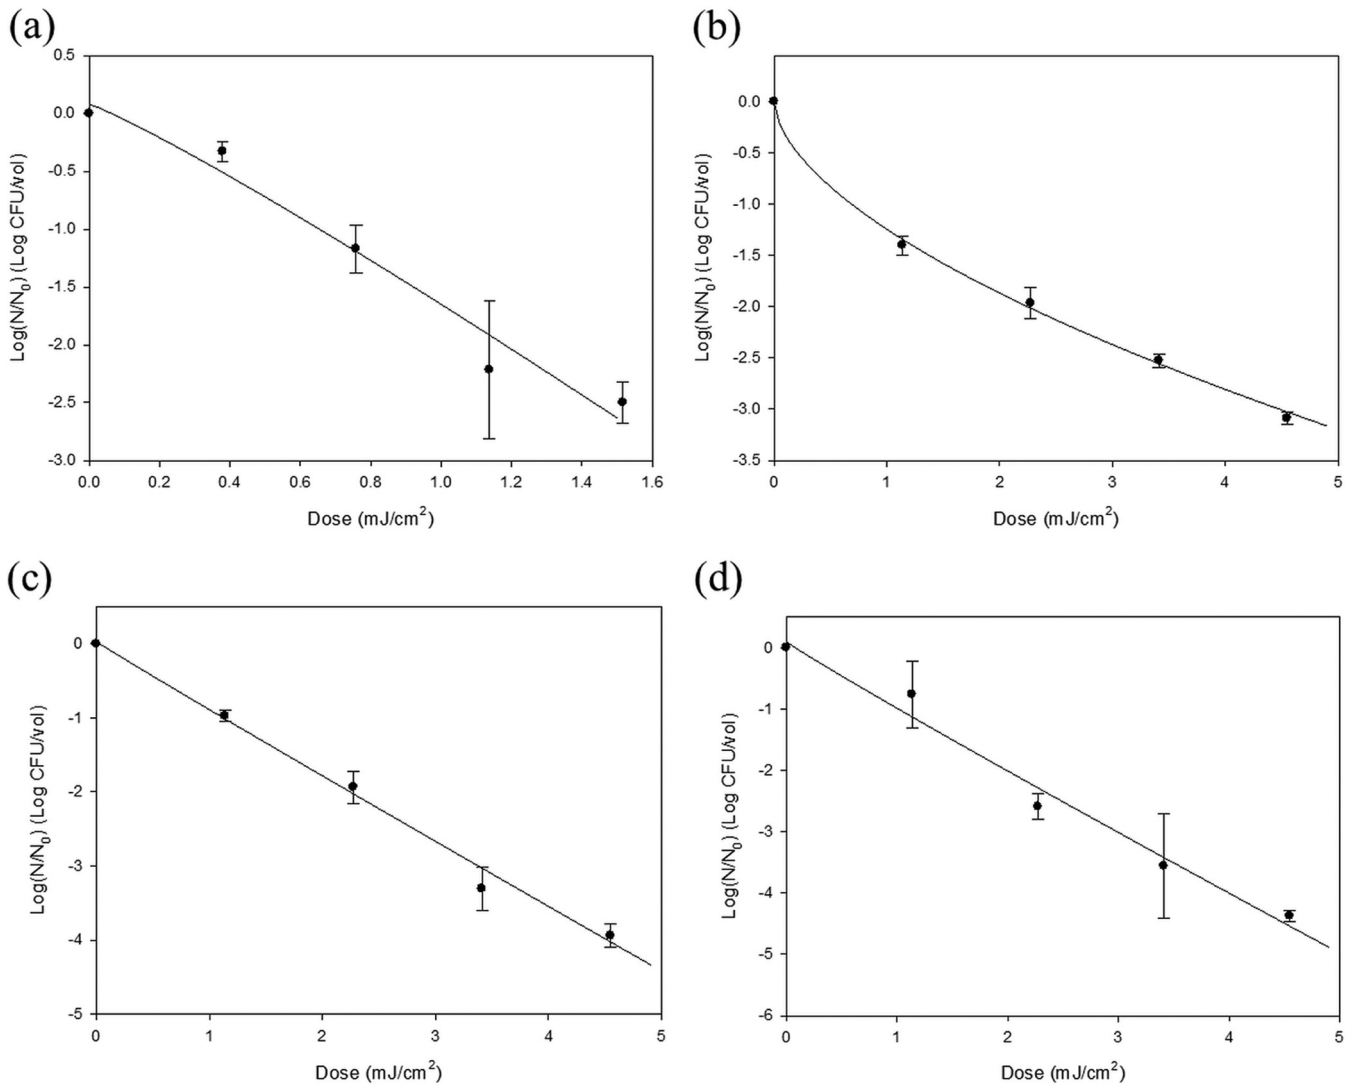 (a)
0.5
0.0
-0.5
-1.0
-1.5
-2.0
-2.5
-3.0
Log(N/N0) (Log CFU/vol)
0.0 0.2 0.4 0.6 0.8 1.0 1.2 1.4 1.6
Dose (mJ/cm2)
(b)
0.0
-0.5
-1.0
-1.5
-2.0
-2.5
-3.0
-3.5
Log(N/N0) (Log CFU/vol)
0 1 2 3 4 5
Dose (mJ/cm2)
(c)
0
-1
-2
-3
-4
-5
Log(N/N0) (Log CFU/vol)
0 1 2 3 4 5
Dose (mJ/cm2)
(d)
0
-1
-2
-3
-4
-5
-6
Log(N/N0) (Log CFU/vol)
0 1 2 3 4 5
Dose (mJ/cm2)